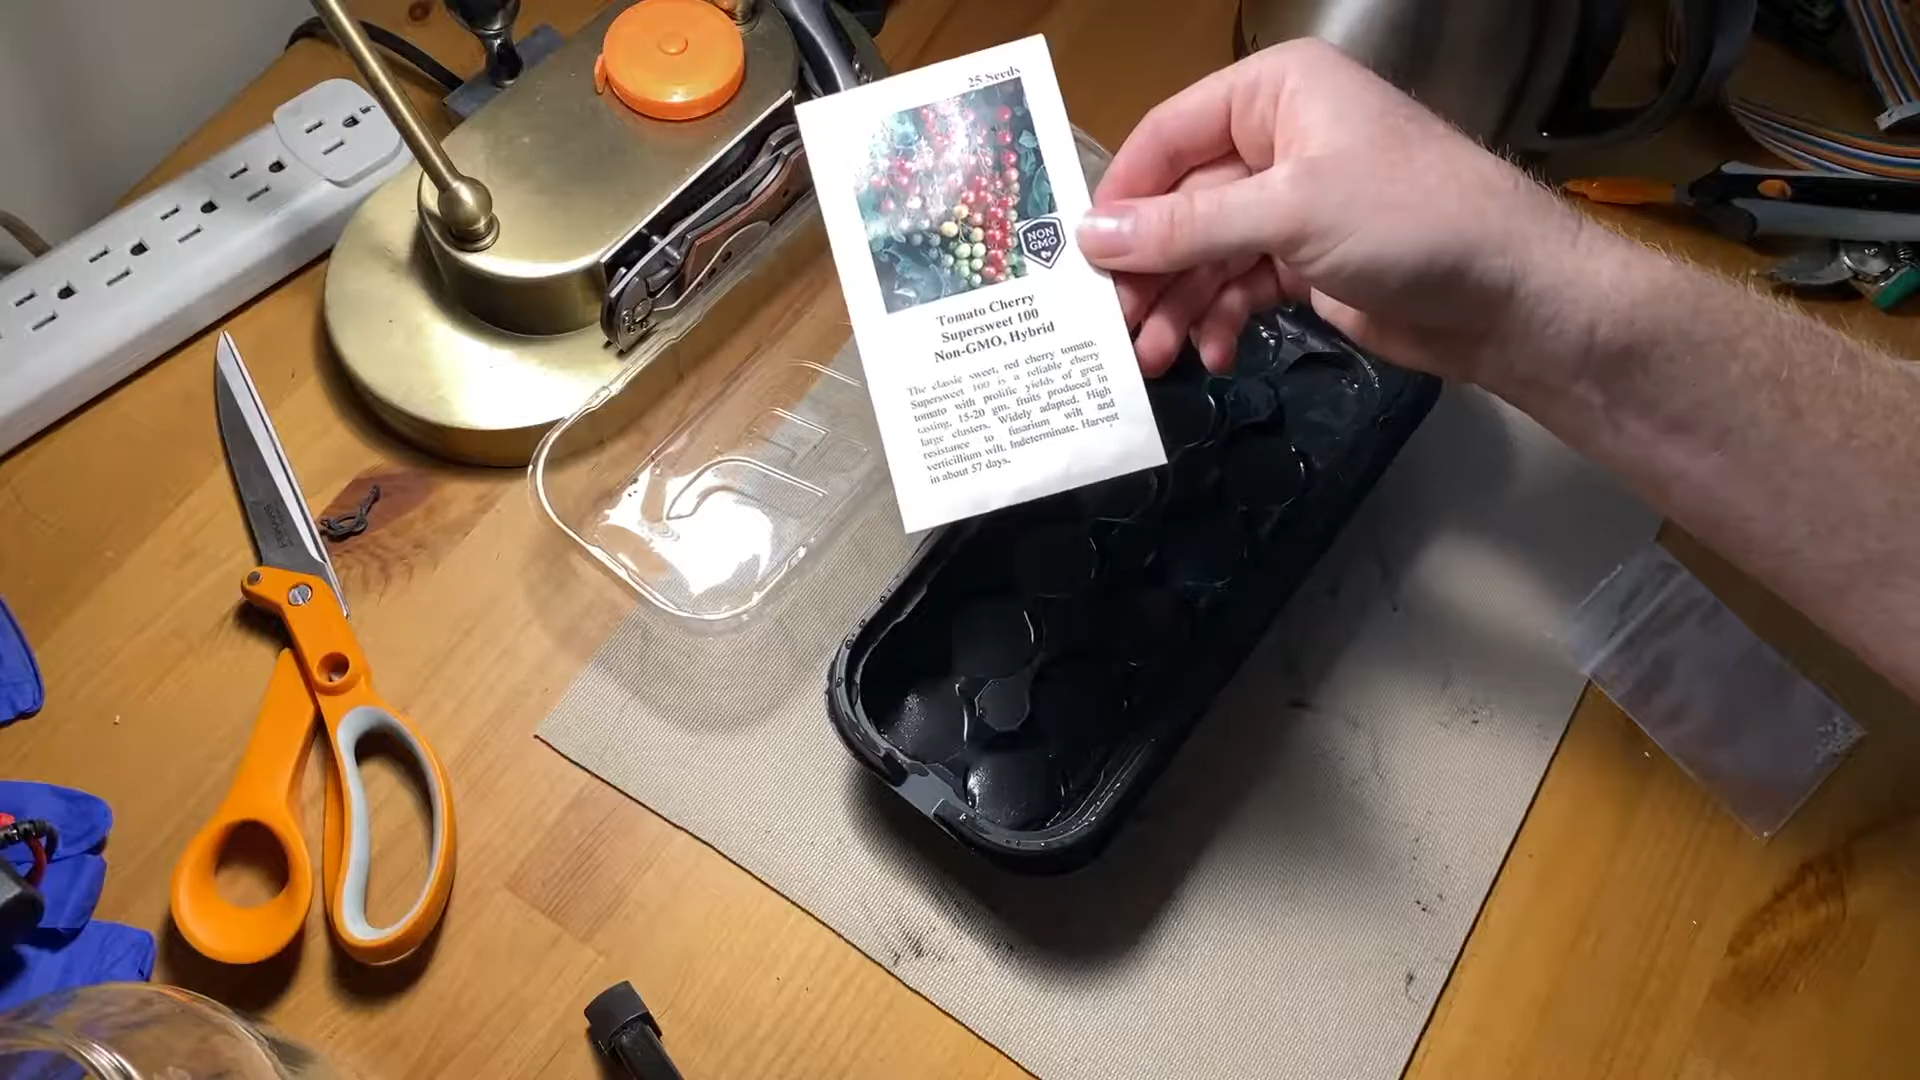 25 Seeds
NON
GMO
Tomato Cherry
Supersweet 100
Non-GMO, Hybrid
The classic sweet, red cherry tomato.
Supersweet 100 is a reliable cherry
tomato with prolific yields of great
tasting, 15-20 gm. fruits produced in
large clusters. Widely adapted. High
resistance to fusarium wilt and
verticillium wilt. Indeterminate. Harvest
in about 57 days.
FISKARS